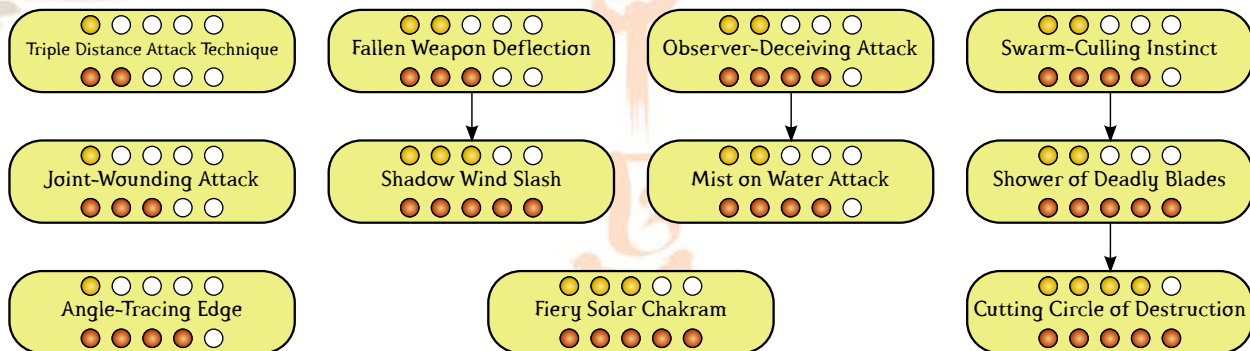 Triple Distance Attack Technique
Fallen Weapon Deflection
Observer-Deceiving Attack
Swarm-Culling Instinct
Joint-Wounding Attack
Shadow Wind Slash
Mist on Water Attack
Shower of Deadly Blades
Angle-Tracing Edge
Fiery Solar Chakram
Cutting Circle of Destruction